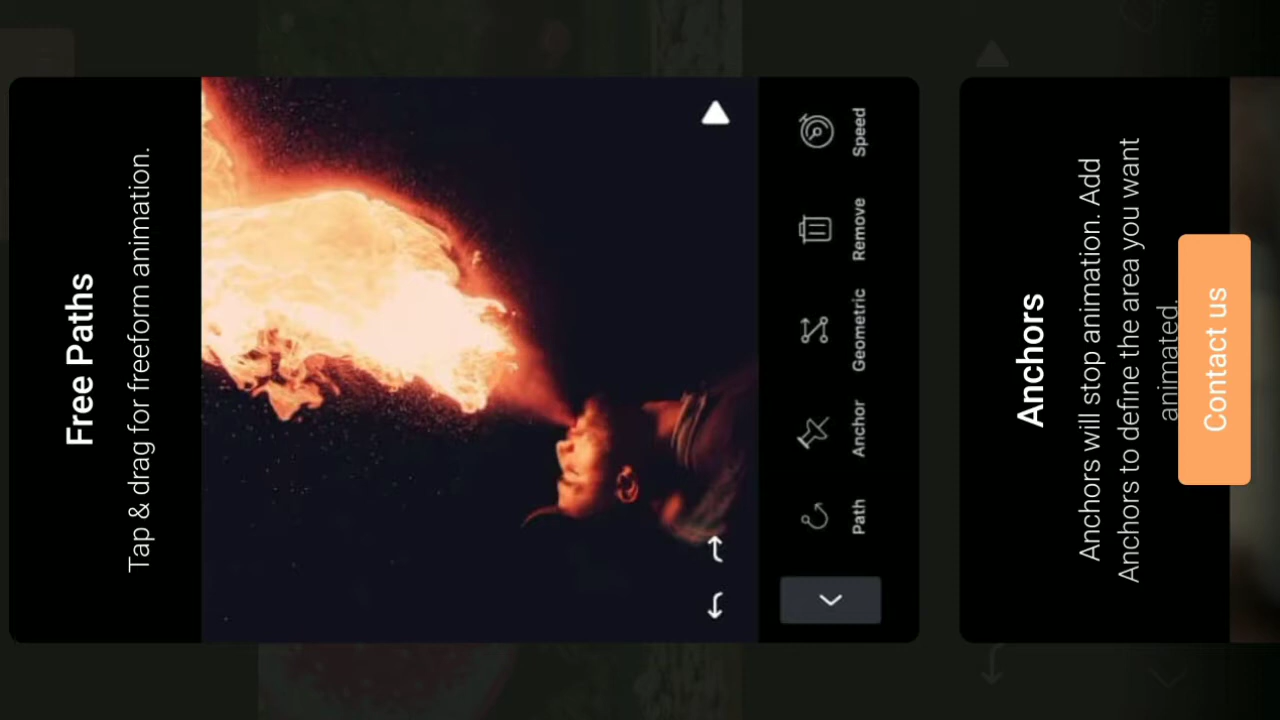 Free Paths
Tap & drag for freeform animation.
Path
Anchor
Geometric
Remove
Speed
Anchors
Anchors will stop animation. Add
Anchors to define the area you want
animated.
Contact us